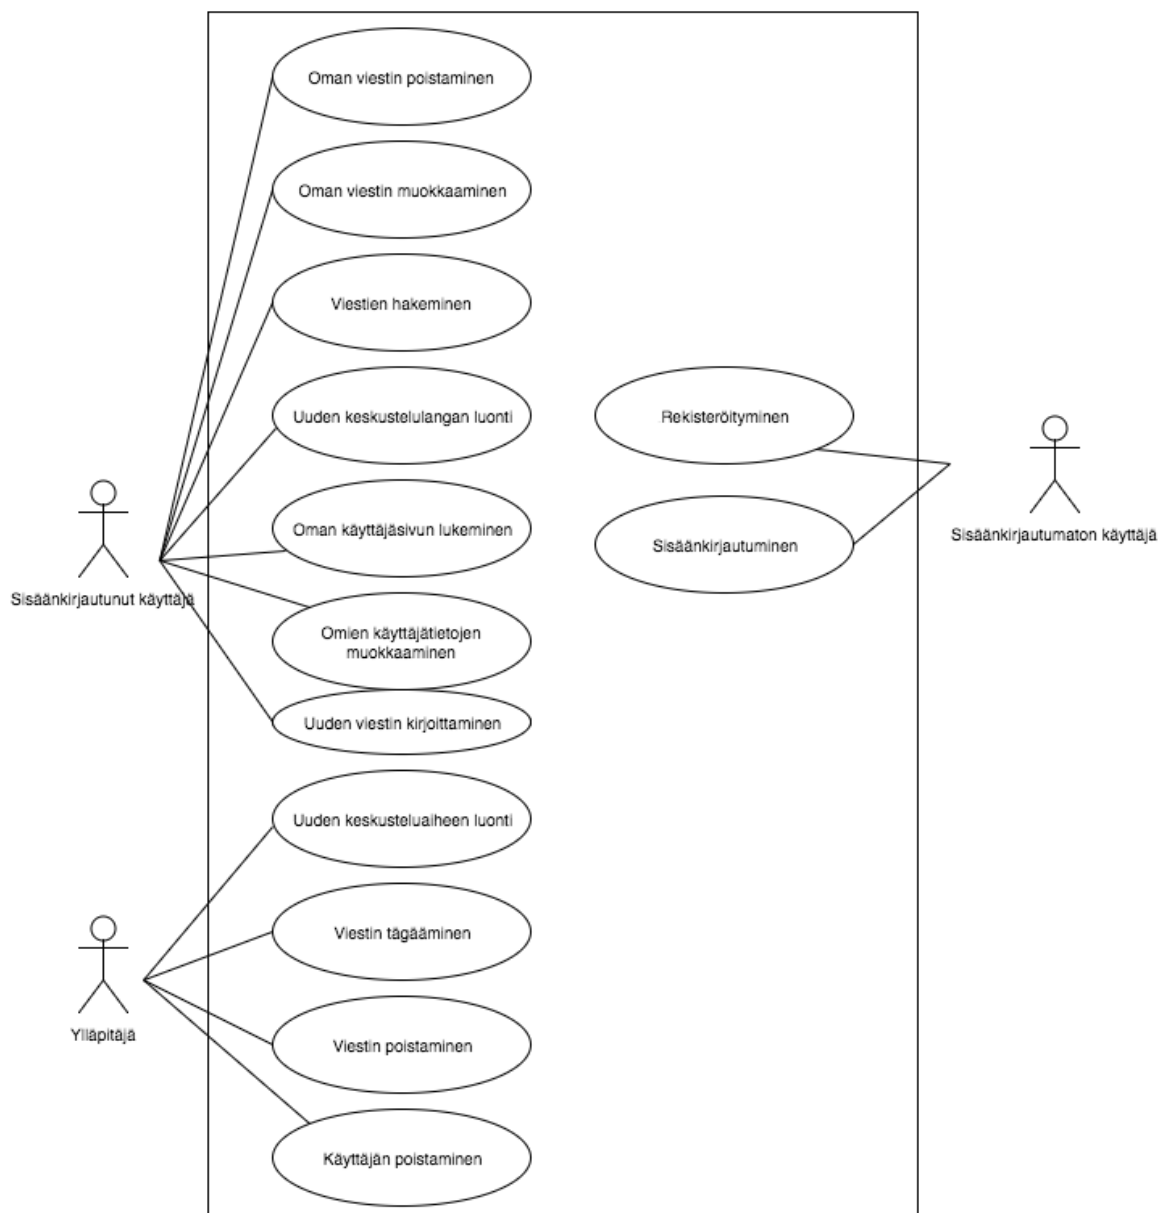 Oman viestin poistaminen
Oman viestin muokkaaminen
Viestien hakeminen
Uuden keskustelulangan luonti
Rekisteröityminen
Oman käyttäjäsivun lukeminen
Sisäänkirjautuminen
Sisäänkirjautumaton käyttäjä
Sisäänkirjautunut käyttäjä
Omien käyttäjätietojen
muokkaaminen
Uuden viestin kirjoittaminen
Uuden keskusteluaiheen luonti
Viestin tägääminen
Ylläpitäjä
Viestin poistaminen
Käyttäjän poistaminen